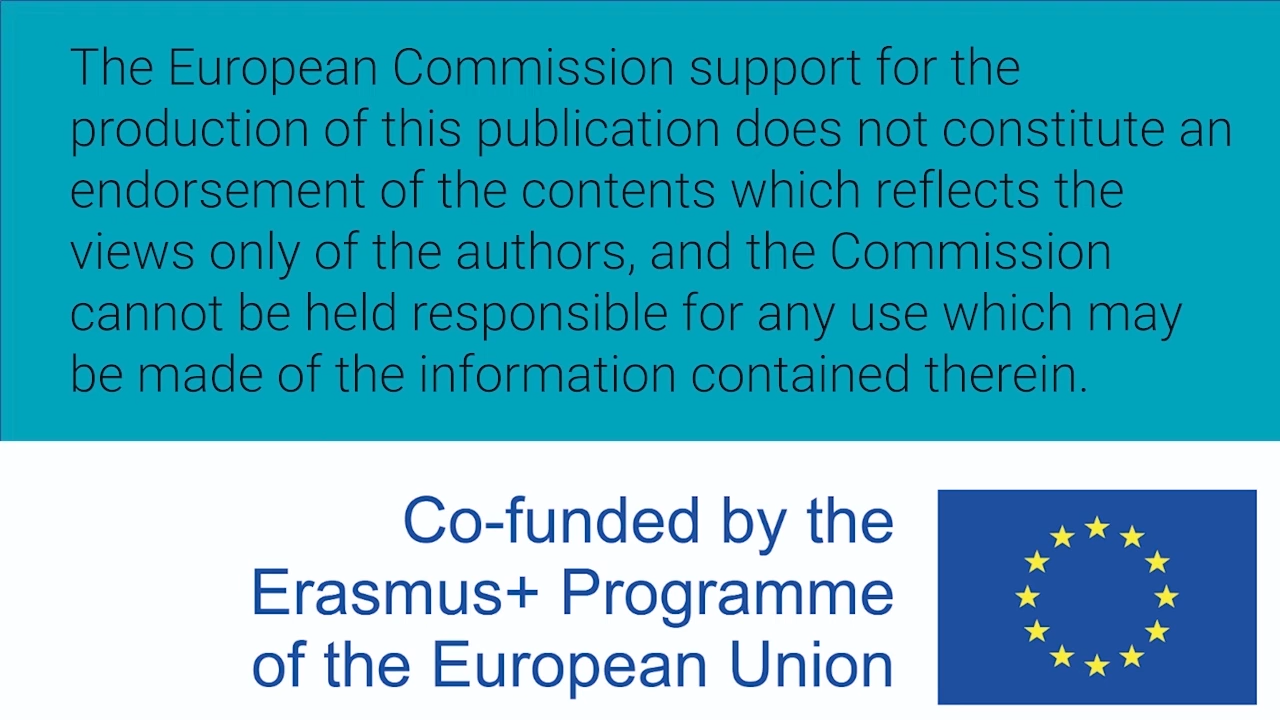 The European Commission support for the
production of this publication does not constitute an
endorsement of the contents which reflects the
views only of the authors, and the Commission
cannot be held responsible for any use which may
be made of the information contained therein.
Co-funded by the
Erasmus+ Programme
of the European Union